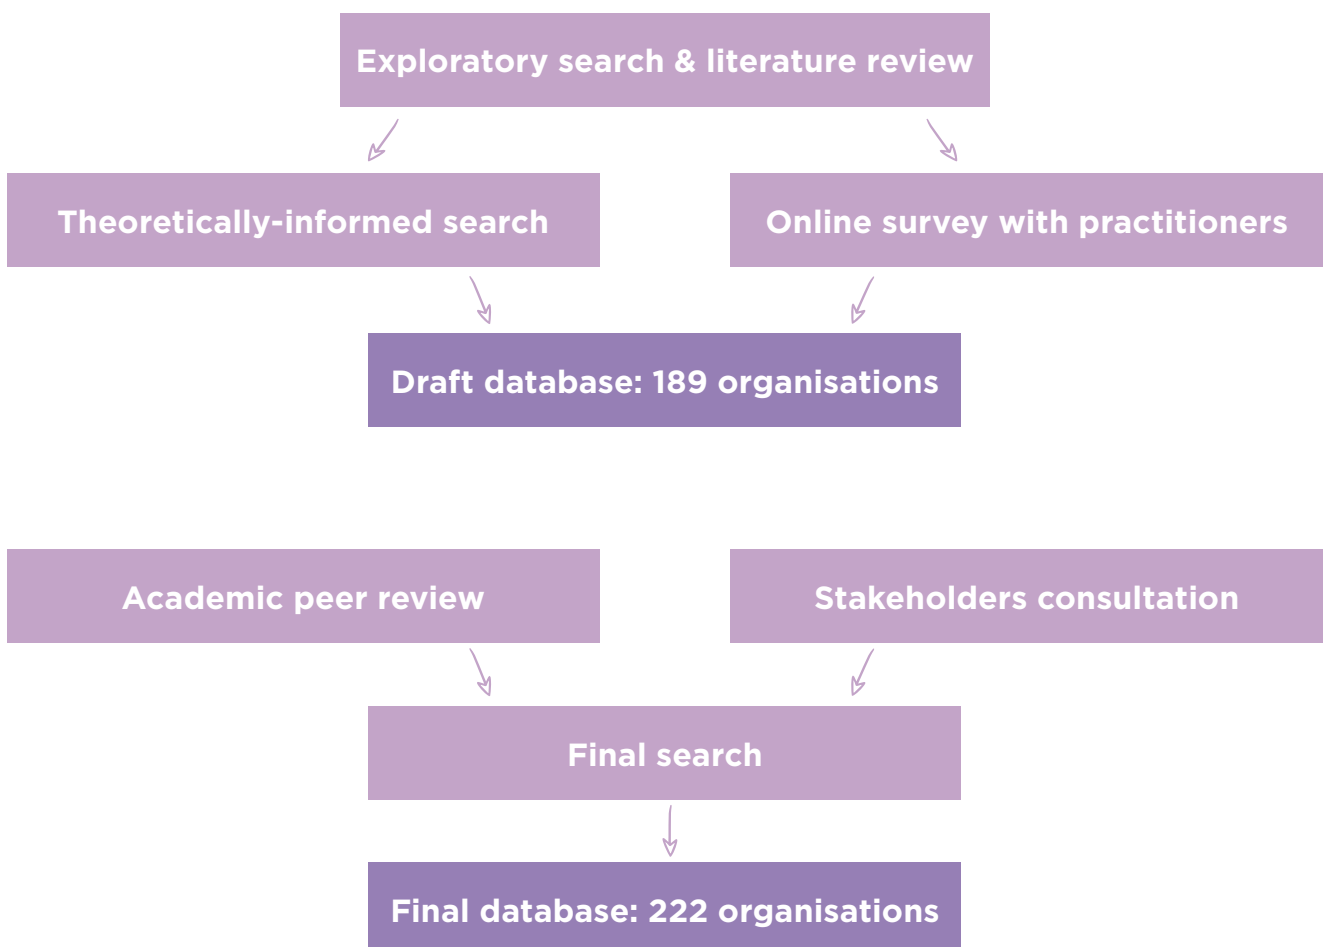 Exploratory search & literature review
Theoretically-informed search
Online survey with practitioners
Draft database: 189 organisations
Academic peer review
Stakeholders consultation
Final search
Final database: 222 organisations